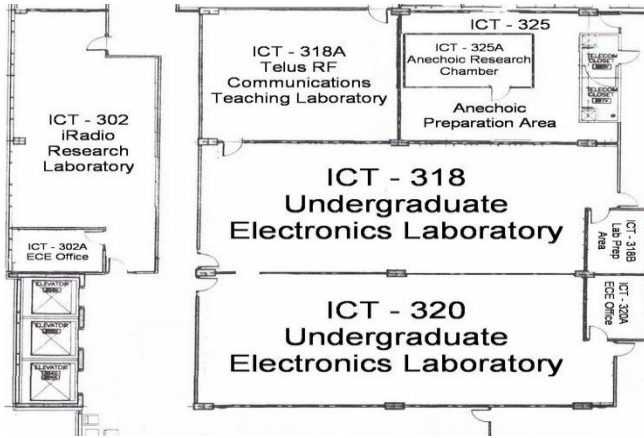 ICT - 302
iRadio
Research
Laboratory
ICT - 302A
ECE Office
ELEVATOR
ELEVATOR
ELEVATOR
ICT - 318A
Telus RF
Communications
Teaching Laboratory
ICT - 325
ICT - 325A
Anechoic Research
Chamber
Anechoic
Preparation Area
TELECOM
CLOSET
TELECOM
CLOSET
ICT - 318
Undergraduate
Electronics Laboratory
ICT - 318B
Lab Prep
Area
ICT - 320
Undergraduate
Electronics Laboratory
ICT - 320A
ECE Office